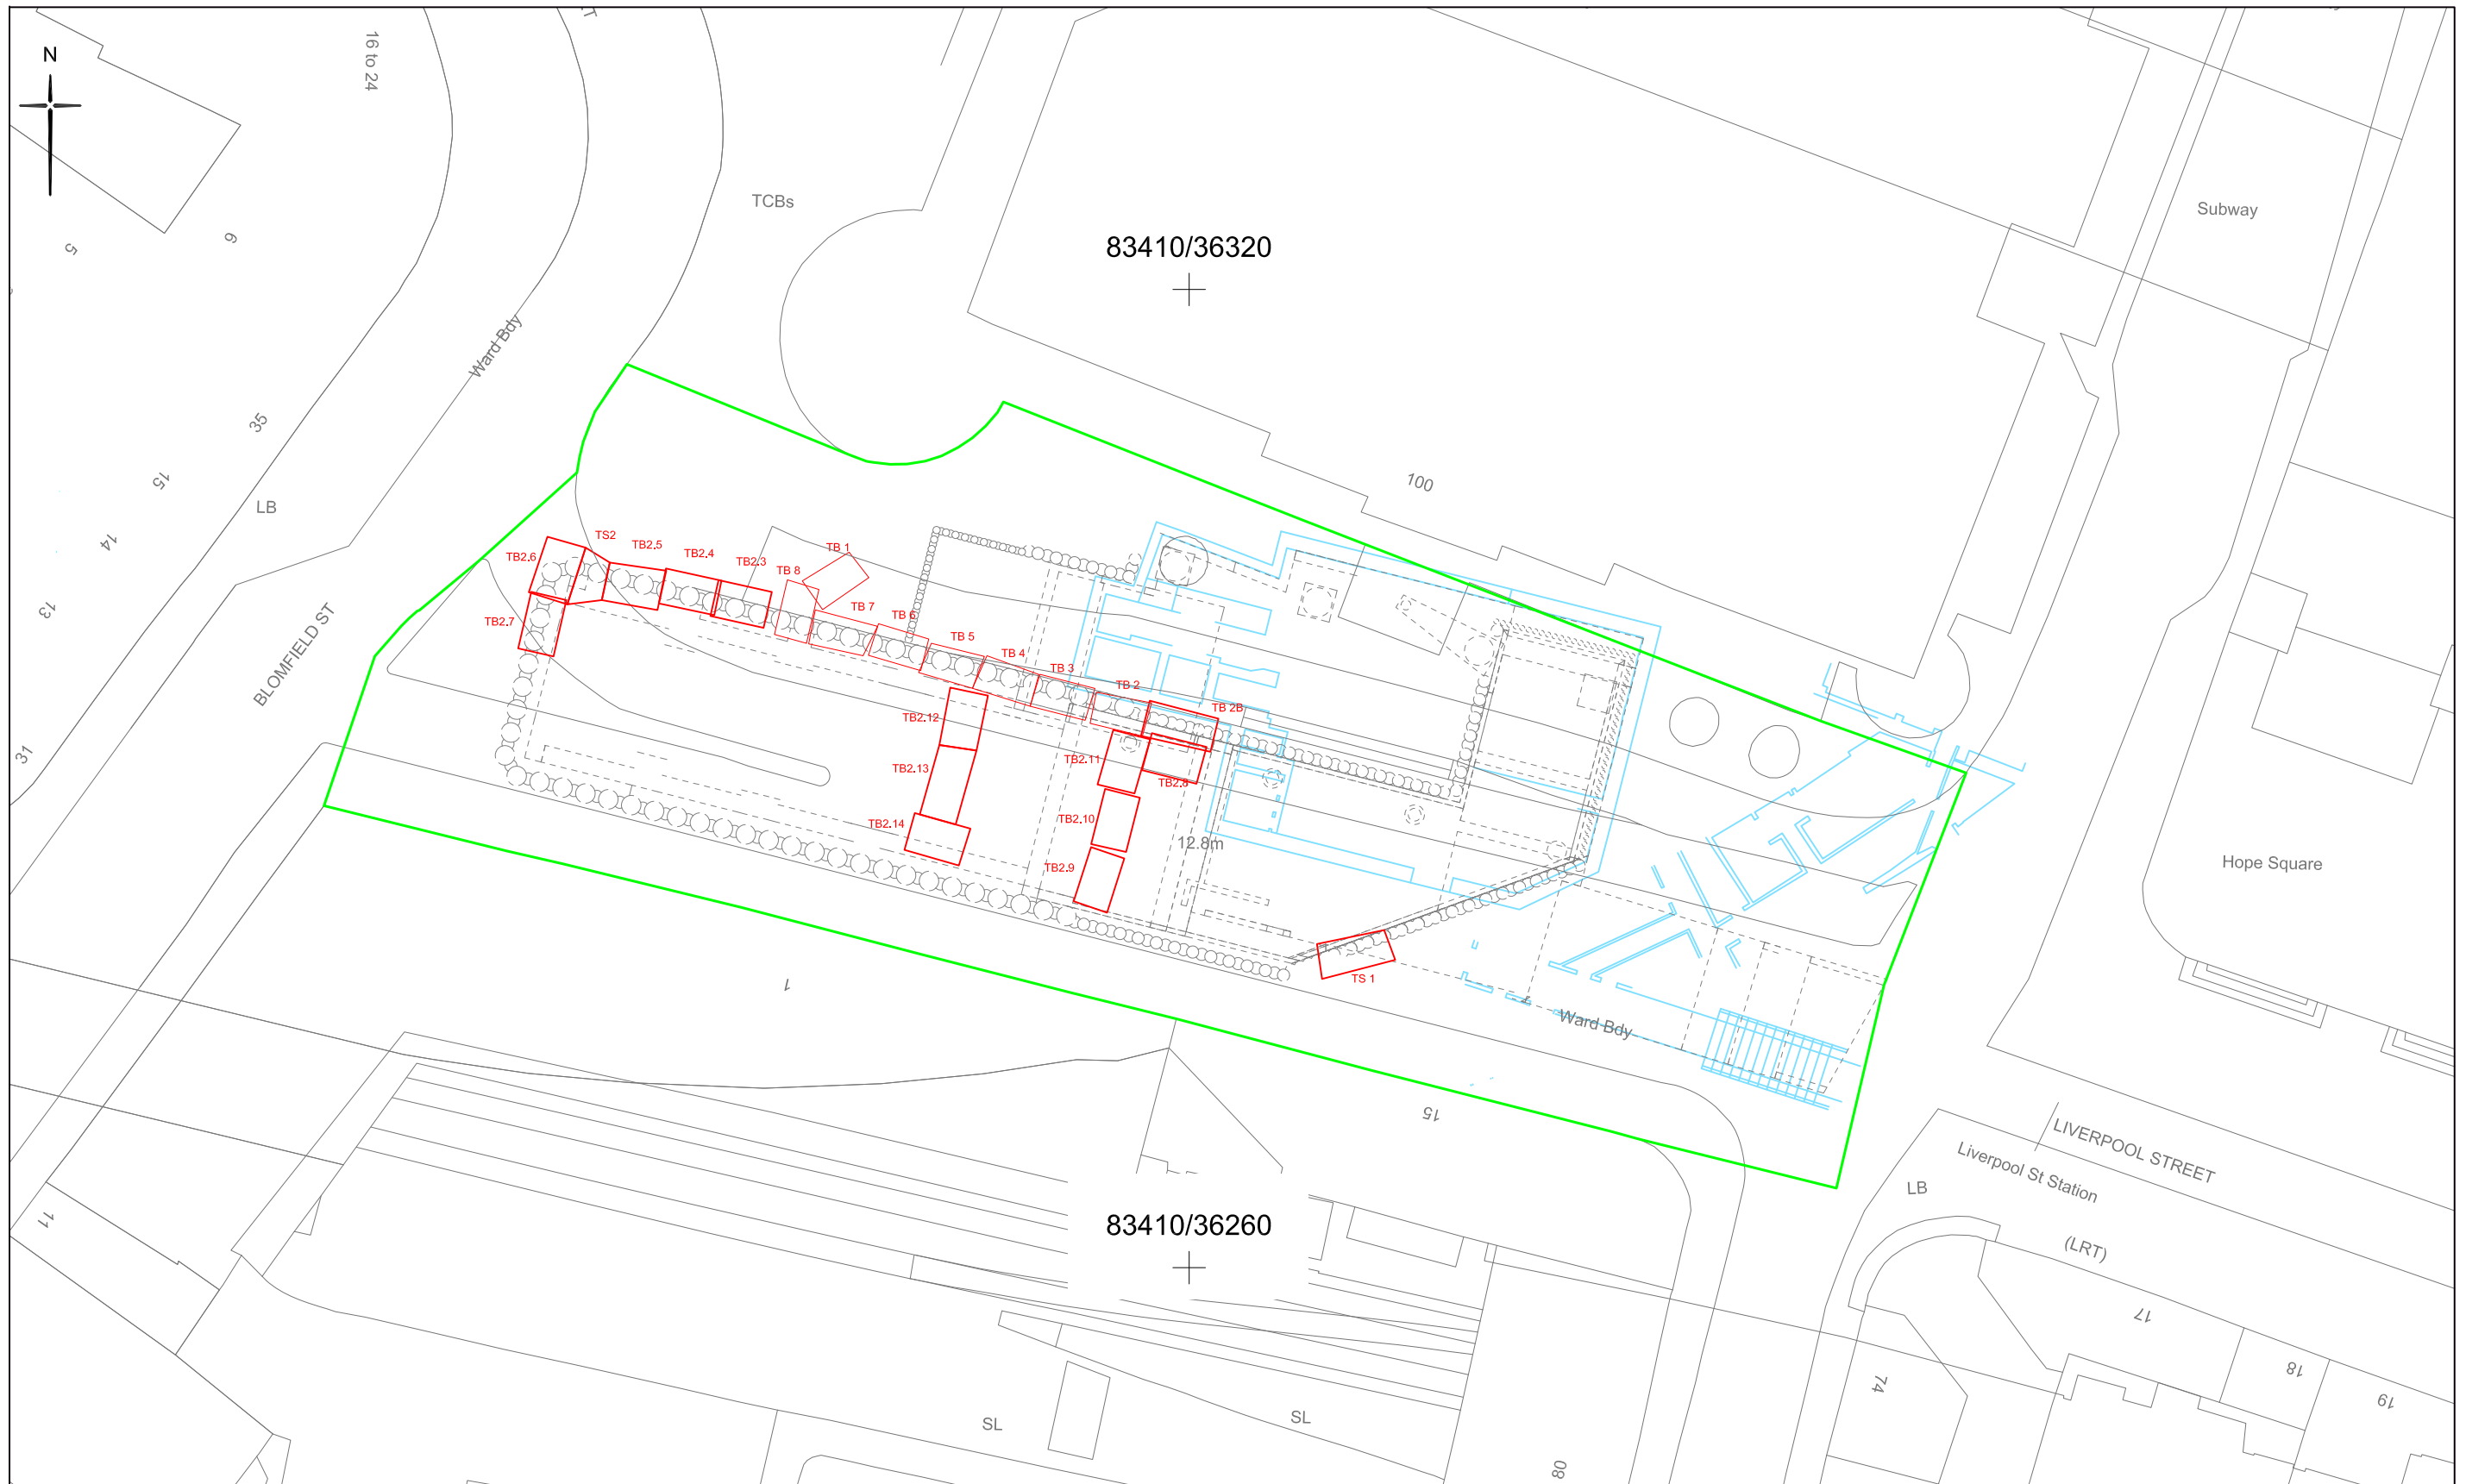 N
16 to 24
TCBs
Subway
83410/36320
5
6
Ward Bdy
35
15
LB
14
100
TS2
TB2.6
TB2.5
TB2.4
TB2.3
TB 1
TB 8
TB 7
TB 6
TB 5
TB 4
TB 3
TB 2
TB 2B
13
TB2.7
BLOMFIELD ST
TB2.12
TB2.11
TB2.13
TB2.8
TB2.14
TB2.10
12.8m
TB2.9
31
Hope Square
TS 1
1
Ward Bdy
15
LIVERPOOL STREET
Liverpool St Station
LB
(LRT)
11
83410/36260
17
18
19
74
SL
SL
80